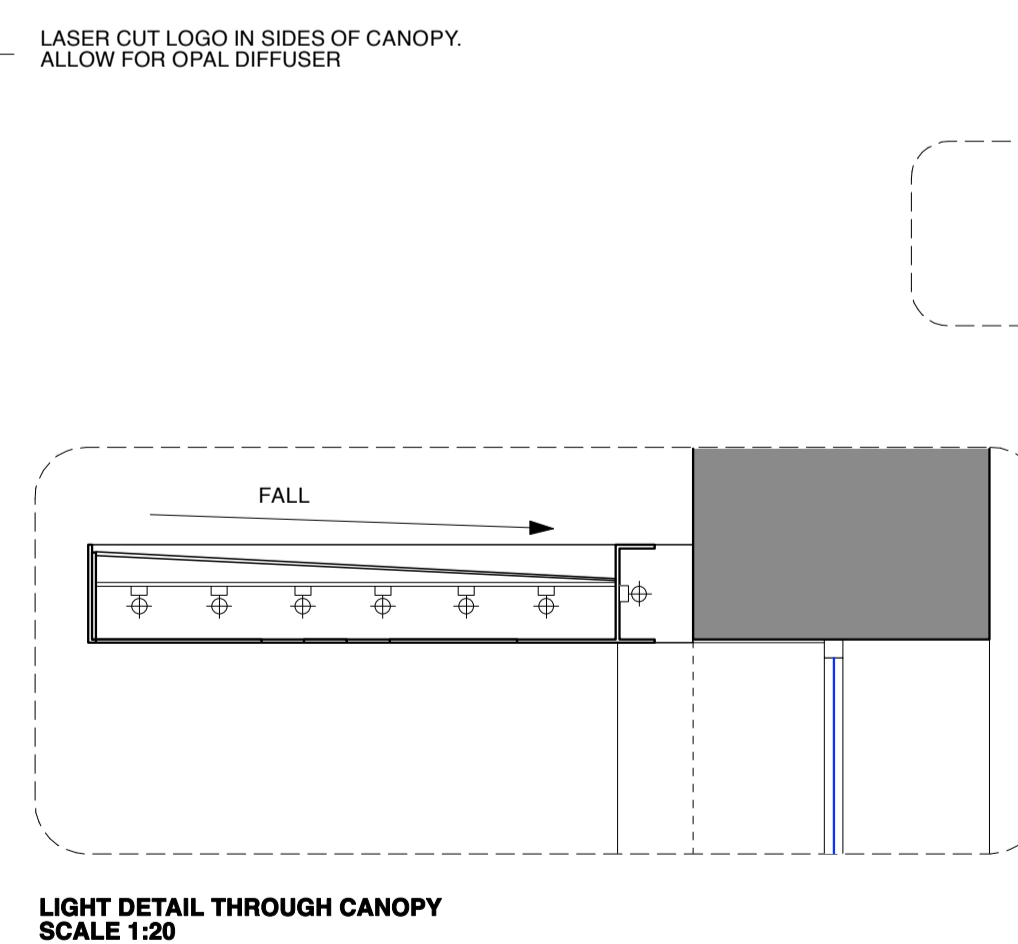 LASER CUT LOGO IN SIDES OF CANOPY.
ALLOW FOR OPAL DIFFUSER
FALL
LIGHT DETAIL THROUGH CANOPY
SCALE 1:20